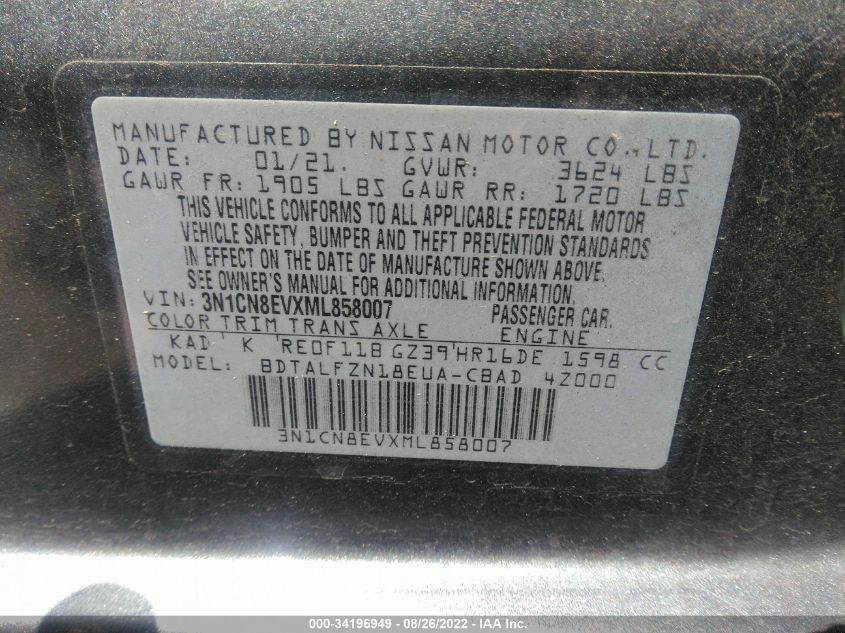 MANUFACTURED BY NISSAN MOTOR CO., LTD.
DATE: 01/21. GVWR: 3624 LBS
GAWR FR: 1905 LBS GAWR RR: 1720 LBS
THIS VEHICLE CONFORMS TO ALL APPLICABLE FEDERAL MOTOR
VEHICLE SAFETY, BUMPER AND THEFT PREVENTION STANDARDS
IN EFFECT ON THE DATE OF MANUFACTURE SHOWN ABOVE.
SEE OWNER'S MANUAL FOR ADDITIONAL INFORMATION.
VIN: 3N1CN8EVXML858007 PASSENGER CAR.
COLOR TRIM TRANS AXLE ENGINE
KAD' K 'RE0F11B GZ39'HR16DE 1598 CC
MODEL: BDTALFZN18EUA-CBAD 4Z000
3N1CN8EVXML858007
000-34196949 - 08/26/2022 - IAA Inc.